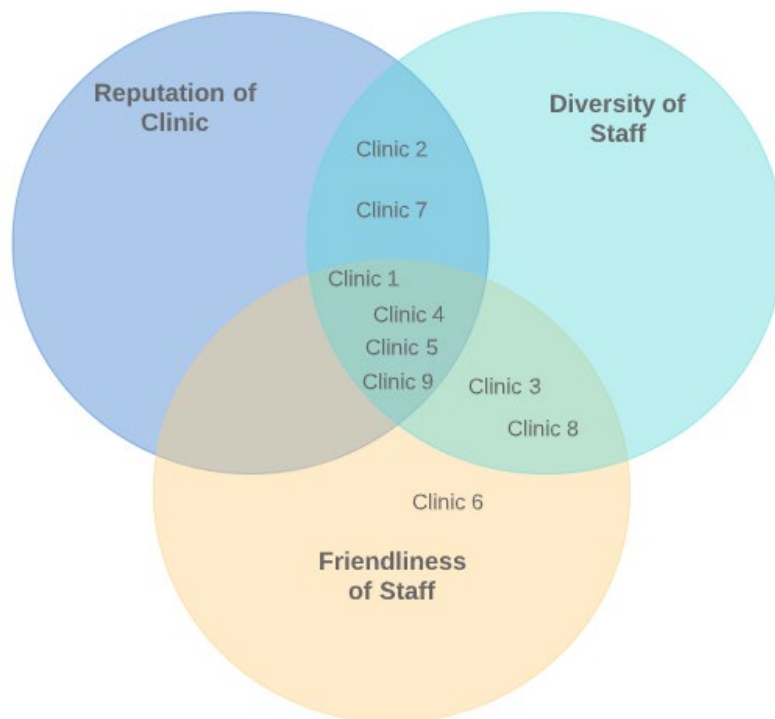 Reputation of
Clinic
Diversity of
Staff
Clinic 2
Clinic 7
Clinic 1
Clinic 4
Clinic 5
Clinic 9
Clinic 3
Clinic 8
Clinic 6
Friendliness
of Staff